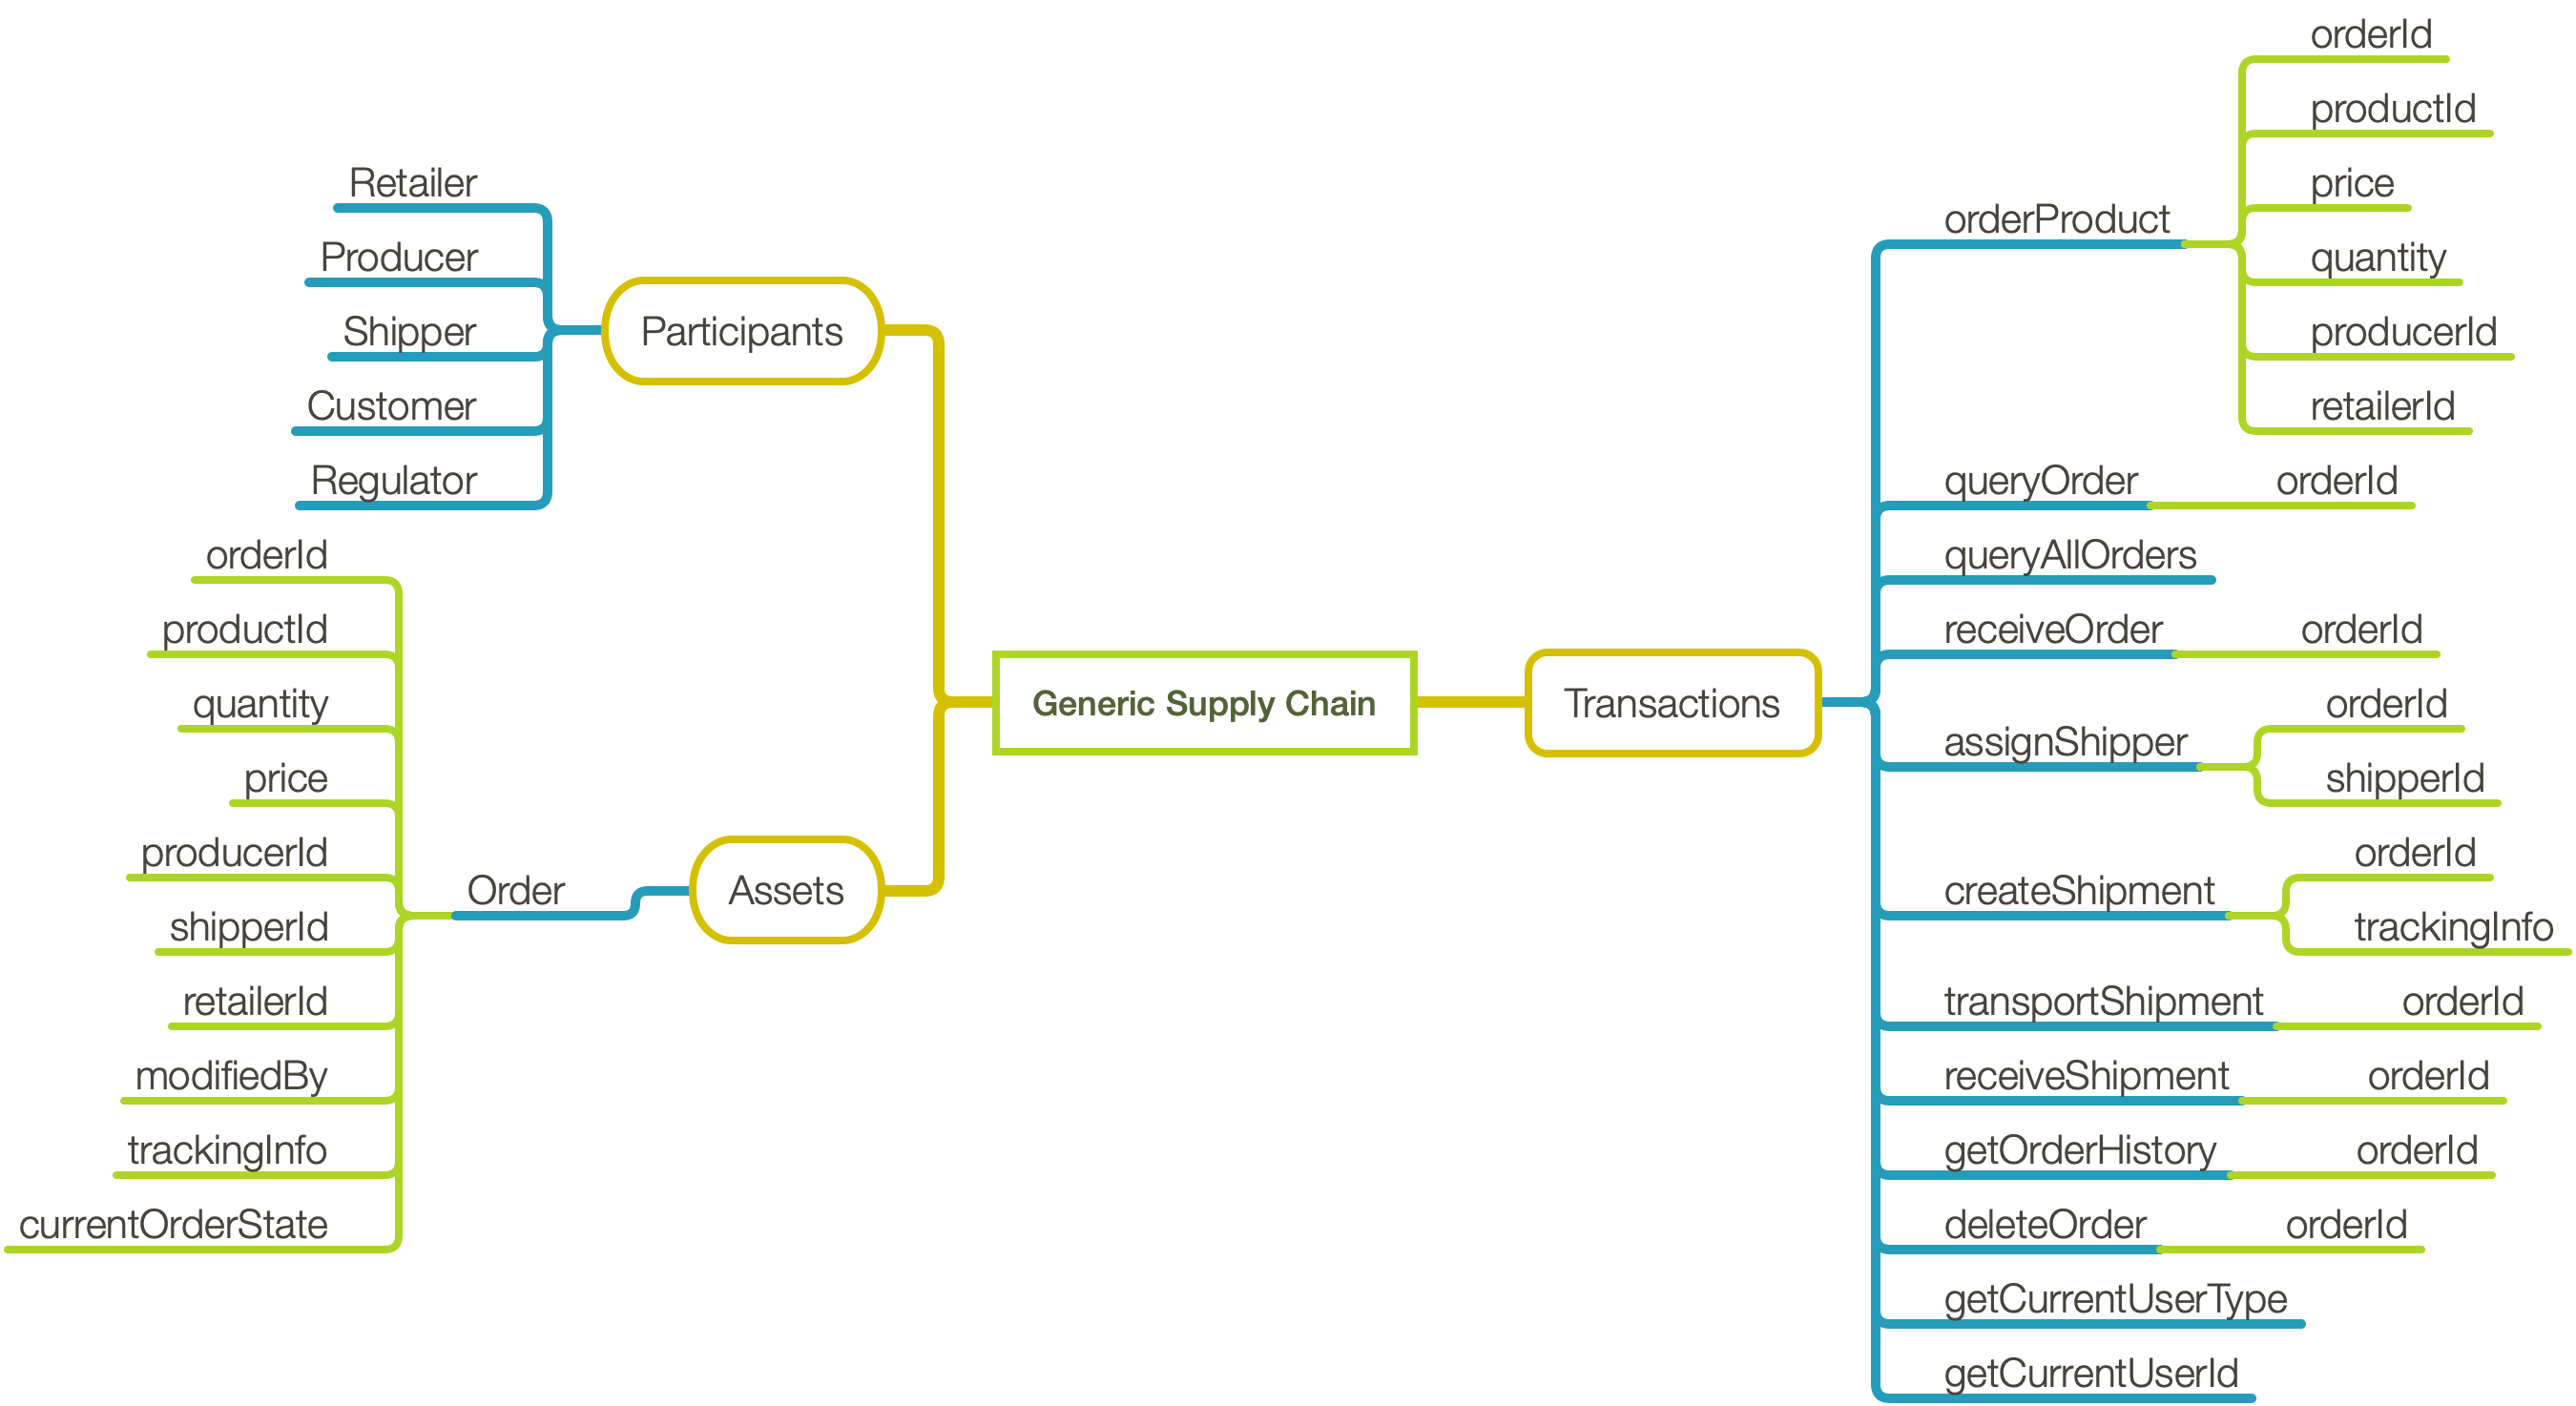 Generic Supply Chain
Participants
Retailer
Producer
Shipper
Customer
Regulator
Assets
Order
orderId
productId
quantity
price
producerId
shipperId
retailerId
modifiedBy
trackingInfo
currentOrderState
Transactions
orderProduct
orderId
productId
price
quantity
producerId
retailerId
queryOrder
orderId
queryAllOrders
receiveOrder
orderId
assignShipper
orderId
shipperId
createShipment
orderId
trackingInfo
transportShipment
orderId
receiveShipment
orderId
getOrderHistory
orderId
deleteOrder
orderId
getCurrentUserType
getCurrentUserId